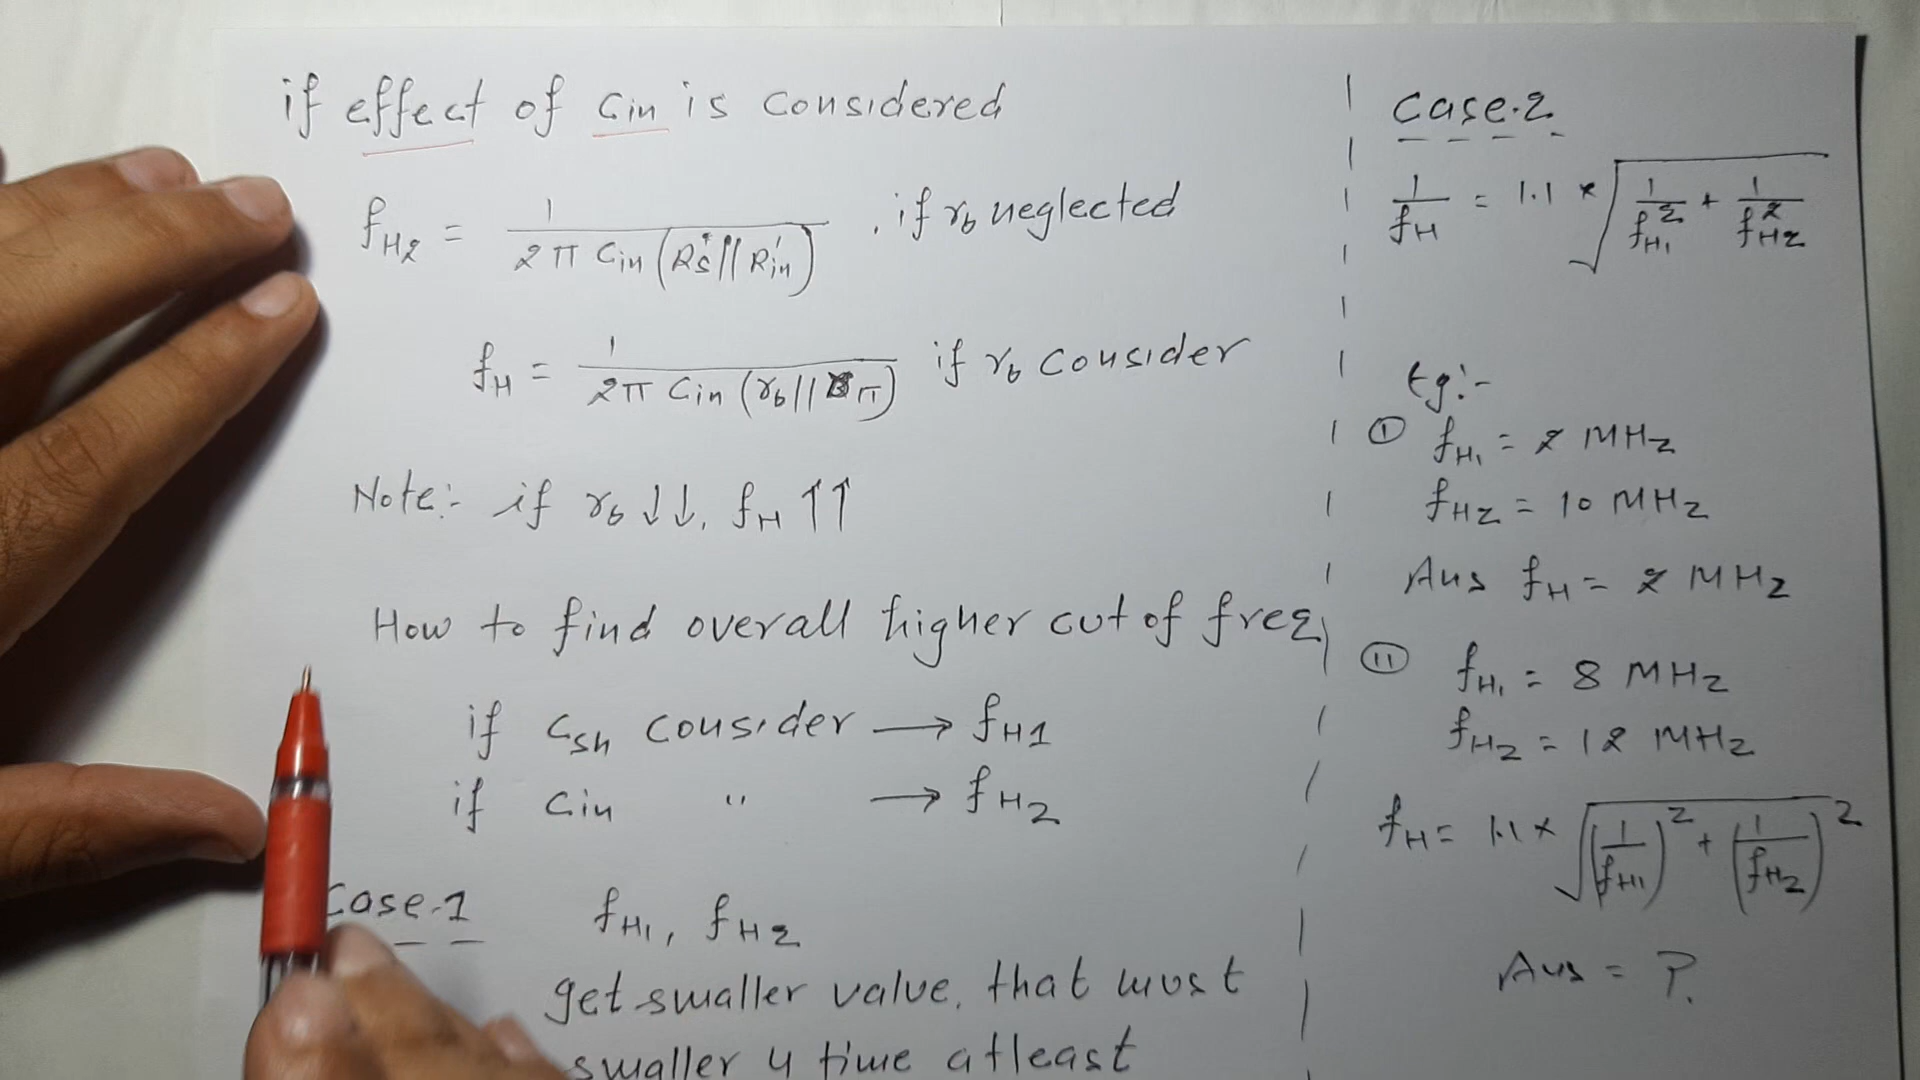 if effect of Cin is considered
fH2 = 1 / 2π Cin (Rs' || Rin') , if rb neglected
fH = 1 / 2π Cin (rb || π) if rb consider
Note:- if rb ↓↓, fH ↑↑
How to find overall higher cut of freq
if Csh consider → fH1
if Cin " → fH2
Case-1 fH1, fH2
get smaller value, that must
smaller 4 time atleast
Case-2
1/fH = 1.1 * √(1/fH1² + 1/fH2²)
Eg:-
(I) fH1 = 2 MHz
fH2 = 10 MHz
Ans fH = 2 MHz
(II) fH1 = 8 MHz
fH2 = 12 MHz
fH = 1.1 * √((1/fH1)² + (1/fH2)²
Ans = ?